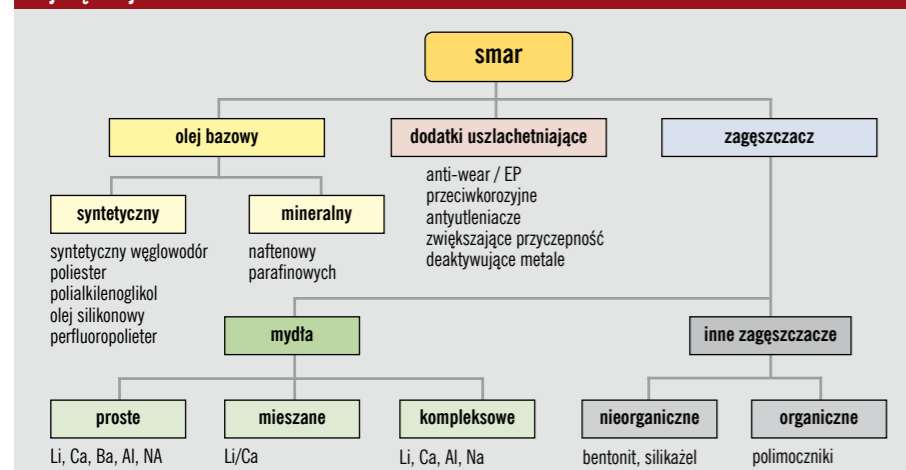 smar
olej bazowy
dodatki uszlachetniające
zagęszczacz
syntetyczny
mineralny
syntetyczny węglowodór
poliester
polialkilenoglikol
olej silikonowy
perfluoropolieter
naftenowy
parafinowych
anti-wear / EP
przeciwkorozyjne
antyutleniacze
zwiększające przyczepność
deaktywujące metale
mydła
inne zagęszczacze
proste
mieszane
kompleksowe
nieorganiczne
organiczne
Li, Ca, Ba, Al, NA
Li/Ca
Li, Ca, Al, Na
bentonit, silikażel
polimoczniki